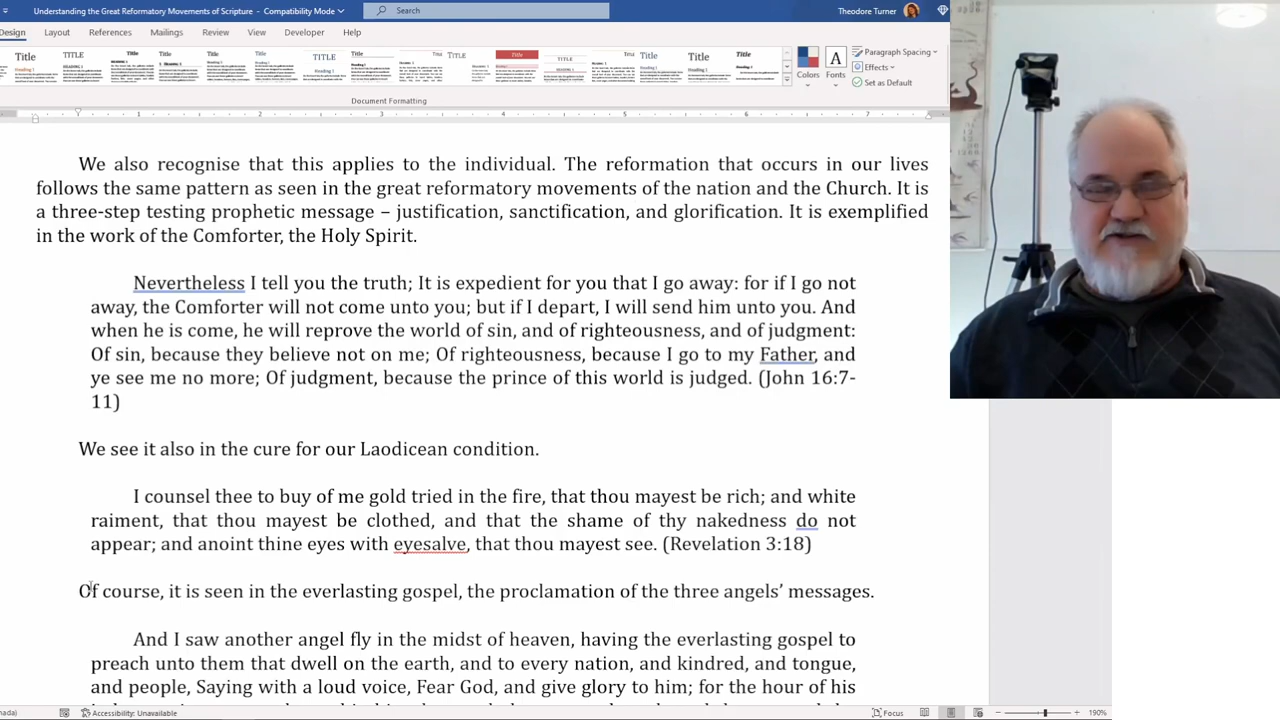 Understanding the Great Reformatory Movements of Scripture - Compatibility Mode
Search
Theodore Turner
Design Layout References Mailings Review View Developer Help
Paragraph Spacing
Effects
Set as Default
Colors Fonts
Document Formatting
We also recognise that this applies to the individual. The reformation that occurs in our lives
follows the same pattern as seen in the great reformatory movements of the nation and the Church. It is
a three-step testing prophetic message – justification, sanctification, and glorification. It is exemplified
in the work of the Comforter, the Holy Spirit.
Nevertheless I tell you the truth; It is expedient for you that I go away: for if I go not
away, the Comforter will not come unto you; but if I depart, I will send him unto you. And
when he is come, he will reprove the world of sin, and of righteousness, and of judgment:
Of sin, because they believe not on me; Of righteousness, because I go to my Father, and
ye see me no more; Of judgment, because the prince of this world is judged. (John 16:7-
11)
We see it also in the cure for our Laodicean condition.
I counsel thee to buy of me gold tried in the fire, that thou mayest be rich; and white
raiment, that thou mayest be clothed, and that the shame of thy nakedness do not
appear; and anoint thine eyes with eyesalve, that thou mayest see. (Revelation 3:18)
Of course, it is seen in the everlasting gospel, the proclamation of the three angels’ messages.
And I saw another angel fly in the midst of heaven, having the everlasting gospel to
preach unto them that dwell on the earth, and to every nation, and kindred, and tongue,
and people, Saying with a loud voice, Fear God, and give glory to him; for the hour of his
Accessibility: Unavailable
Focus
190%